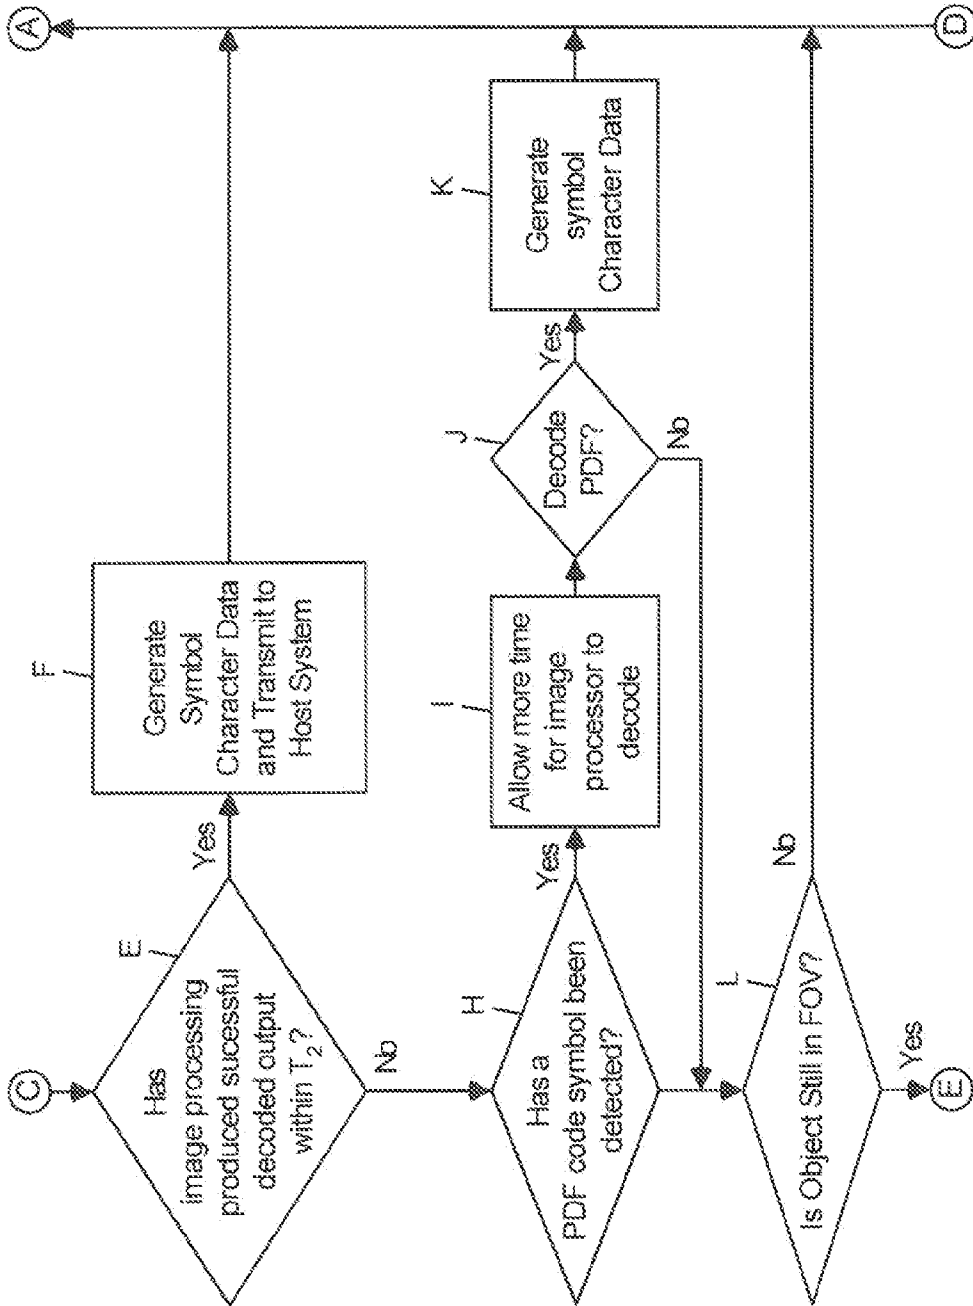 A
D
C
Has
image processing
produced sucessful
decoded output
within T2?
E
Yes
No
F
Generate
Symbol
Character Data
and Transmit to
Host System
Has a
PDF code symbol been
detected?
H
Yes
I
Allow more time
for image
processor to
decode
J
Decode
PDF?
Yes
No
K
Generate
symbol
Character Data
Is Object Still in FOV?
L
No
Yes
E